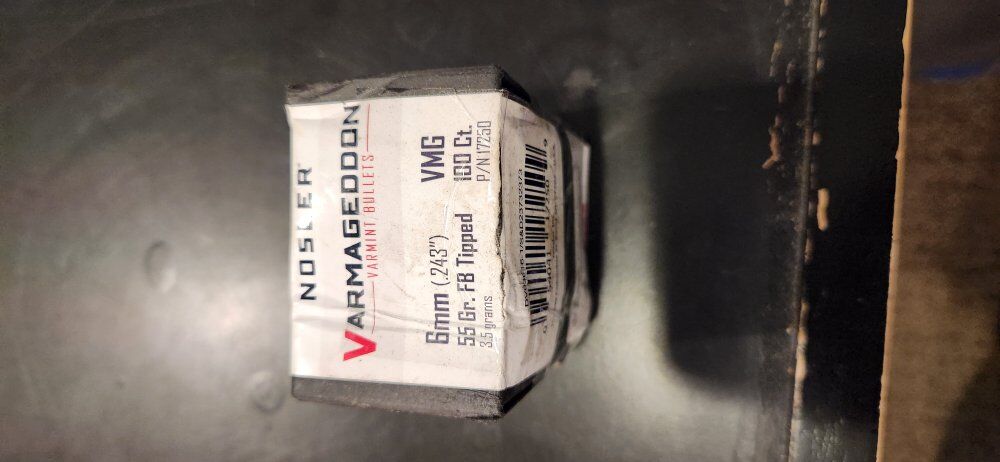 NOSLER
VARMAGEDDON
VARMINT BULLETS
6mm (.243") VMG
55 Gr. FB Tipped 100 Ct.
3.5 grams P/N 17250